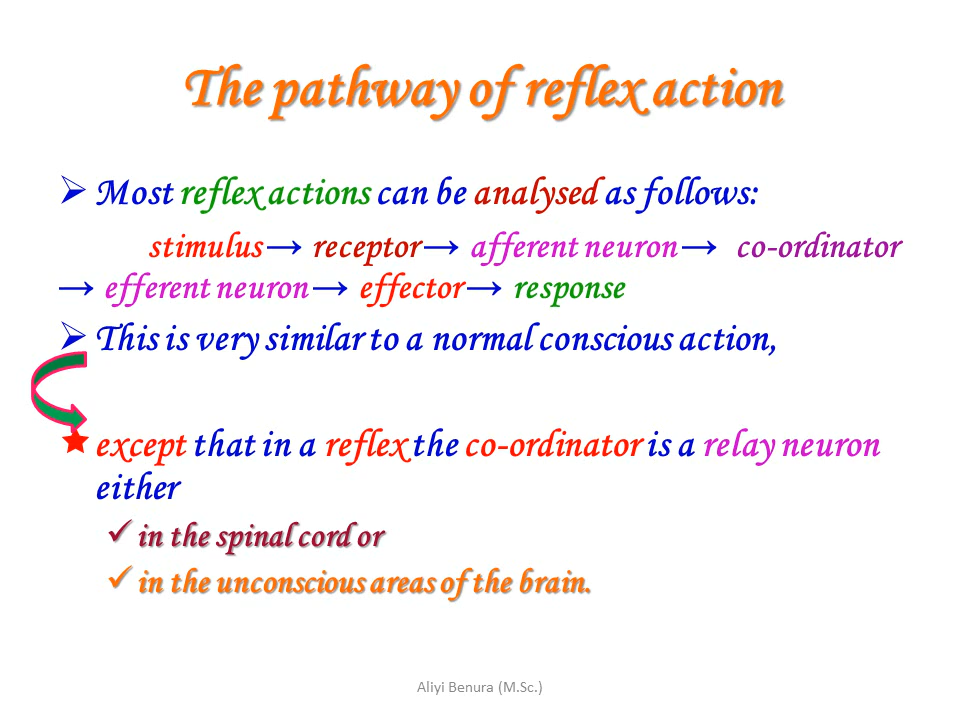 The pathway of reflex action
➢ Most reflex actions can be analysed as follows:
stimulus → receptor → afferent neuron → co-ordinator
→ efferent neuron → effector → response
➢ This is very similar to a normal conscious action,
★ except that in a reflex the co-ordinator is a relay neuron
either
✓ in the spinal cord or
✓ in the unconscious areas of the brain.
Aliyi Benura (M.Sc.)